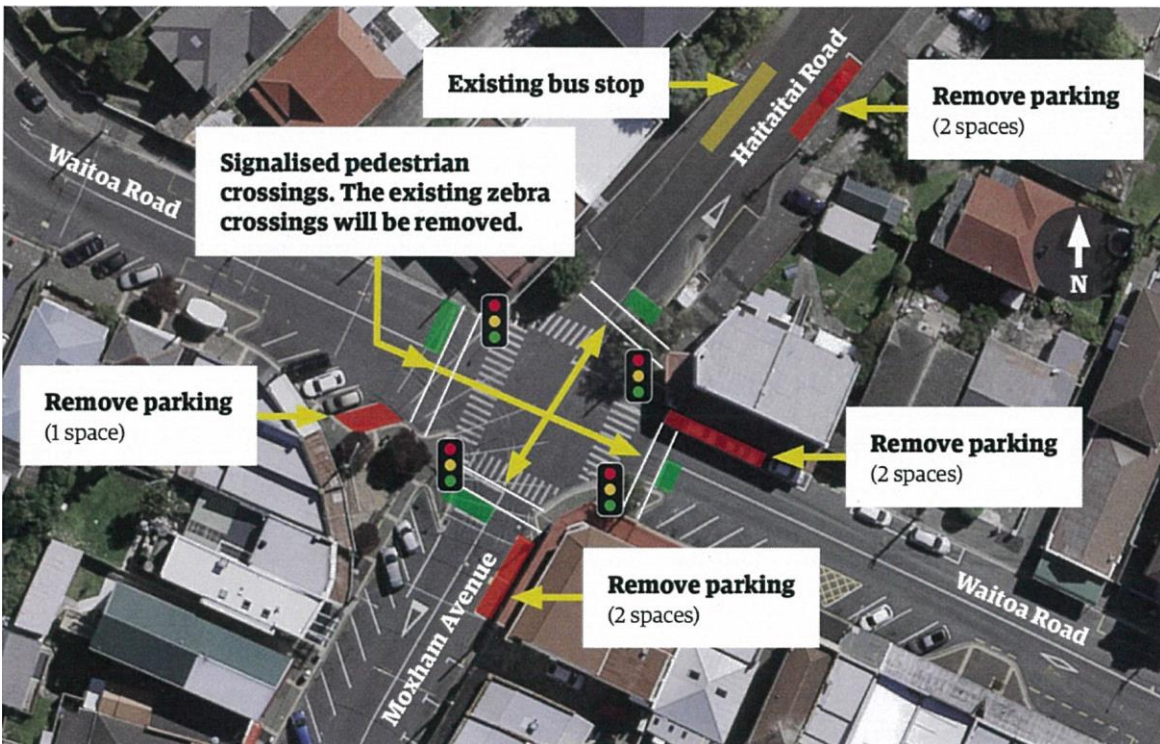 Existing bus stop
Haitaitai Road
Remove parking
(2 spaces)
Waitoa Road
Signalised pedestrian
crossings. The existing zebra
crossings will be removed.
N
Remove parking
(1 space)
Remove parking
(2 spaces)
Remove parking
(2 spaces)
Moxham Avenue
Waitoa Road